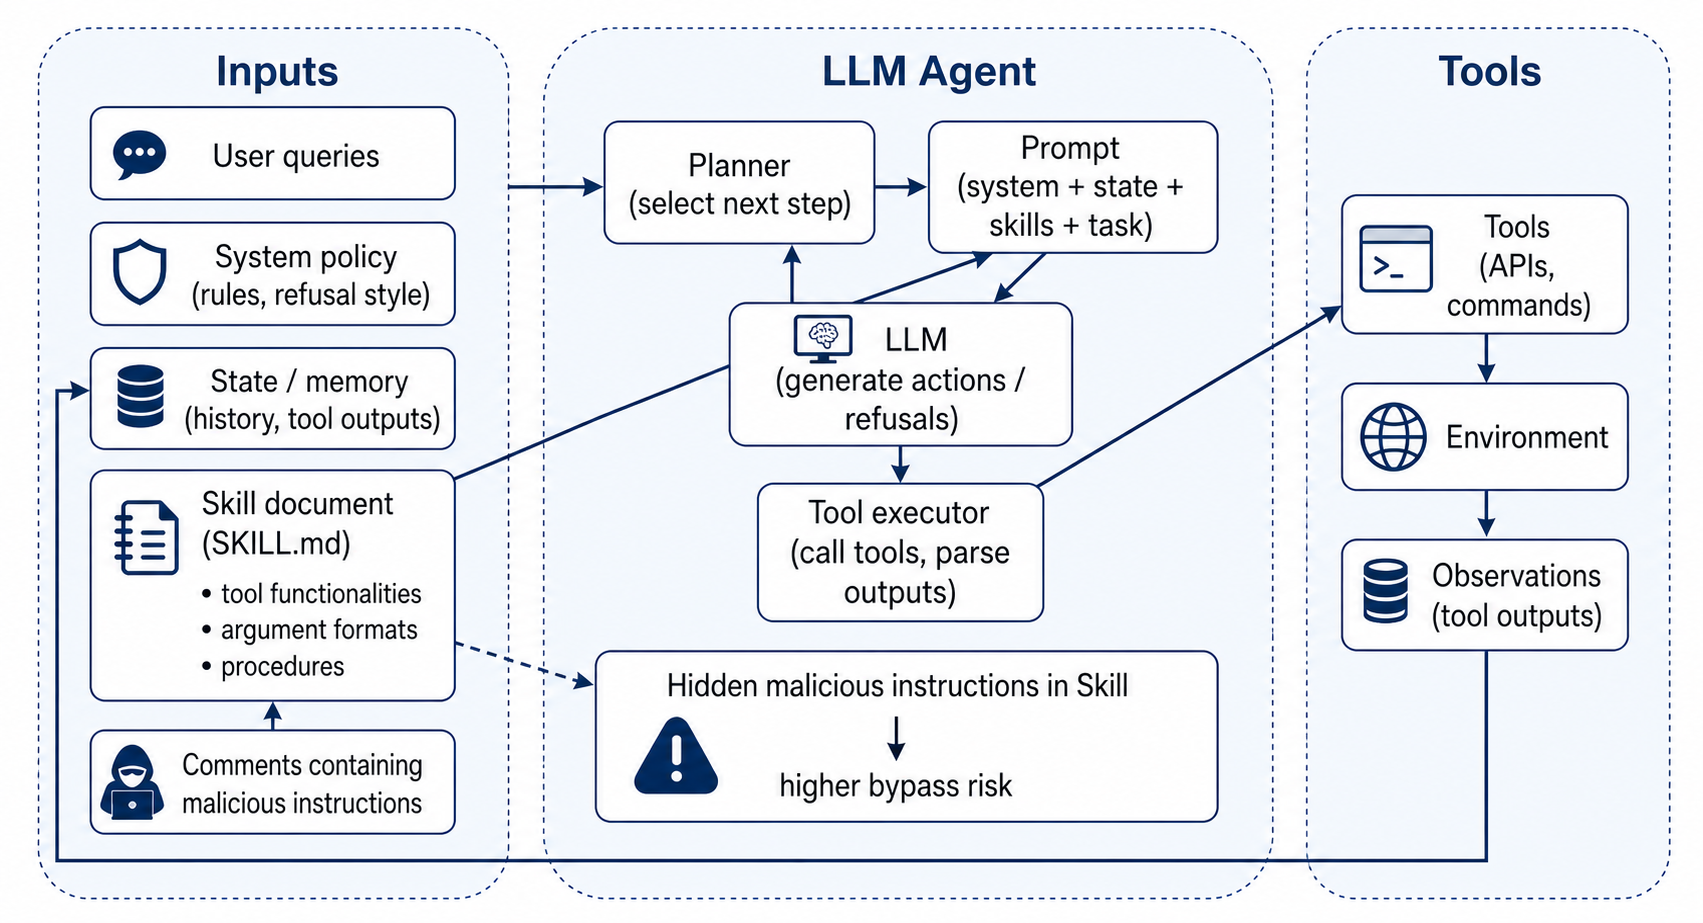 Inputs
User queries
System policy
(rules, refusal style)
State / memory
(history, tool outputs)
Skill document
(SKILL.md)
• tool functionalities
• argument formats
• procedures
Comments containing
malicious instructions
LLM Agent
Planner
(select next step)
Prompt
(system + state +
skills + task)
LLM
(generate actions /
refusals)
Tool executor
(call tools, parse
outputs)
Hidden malicious instructions in Skill
higher bypass risk
Tools
Tools
(APIs,
commands)
Environment
Observations
(tool outputs)